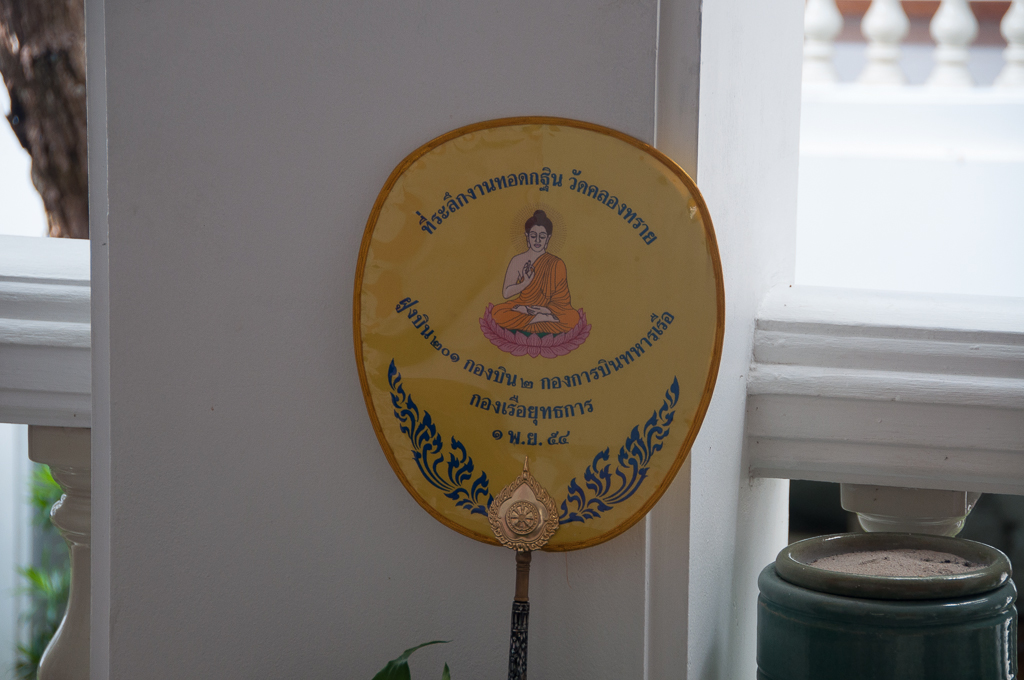 ที่ระลึกงานทอดกฐิน วัดคลองทราย
ฝูงบิน ๒๐๑ กองบิน ๒ กองการบินทหารเรือ
กองเรือยุทธการ
๑ พ.ย. ๕๔